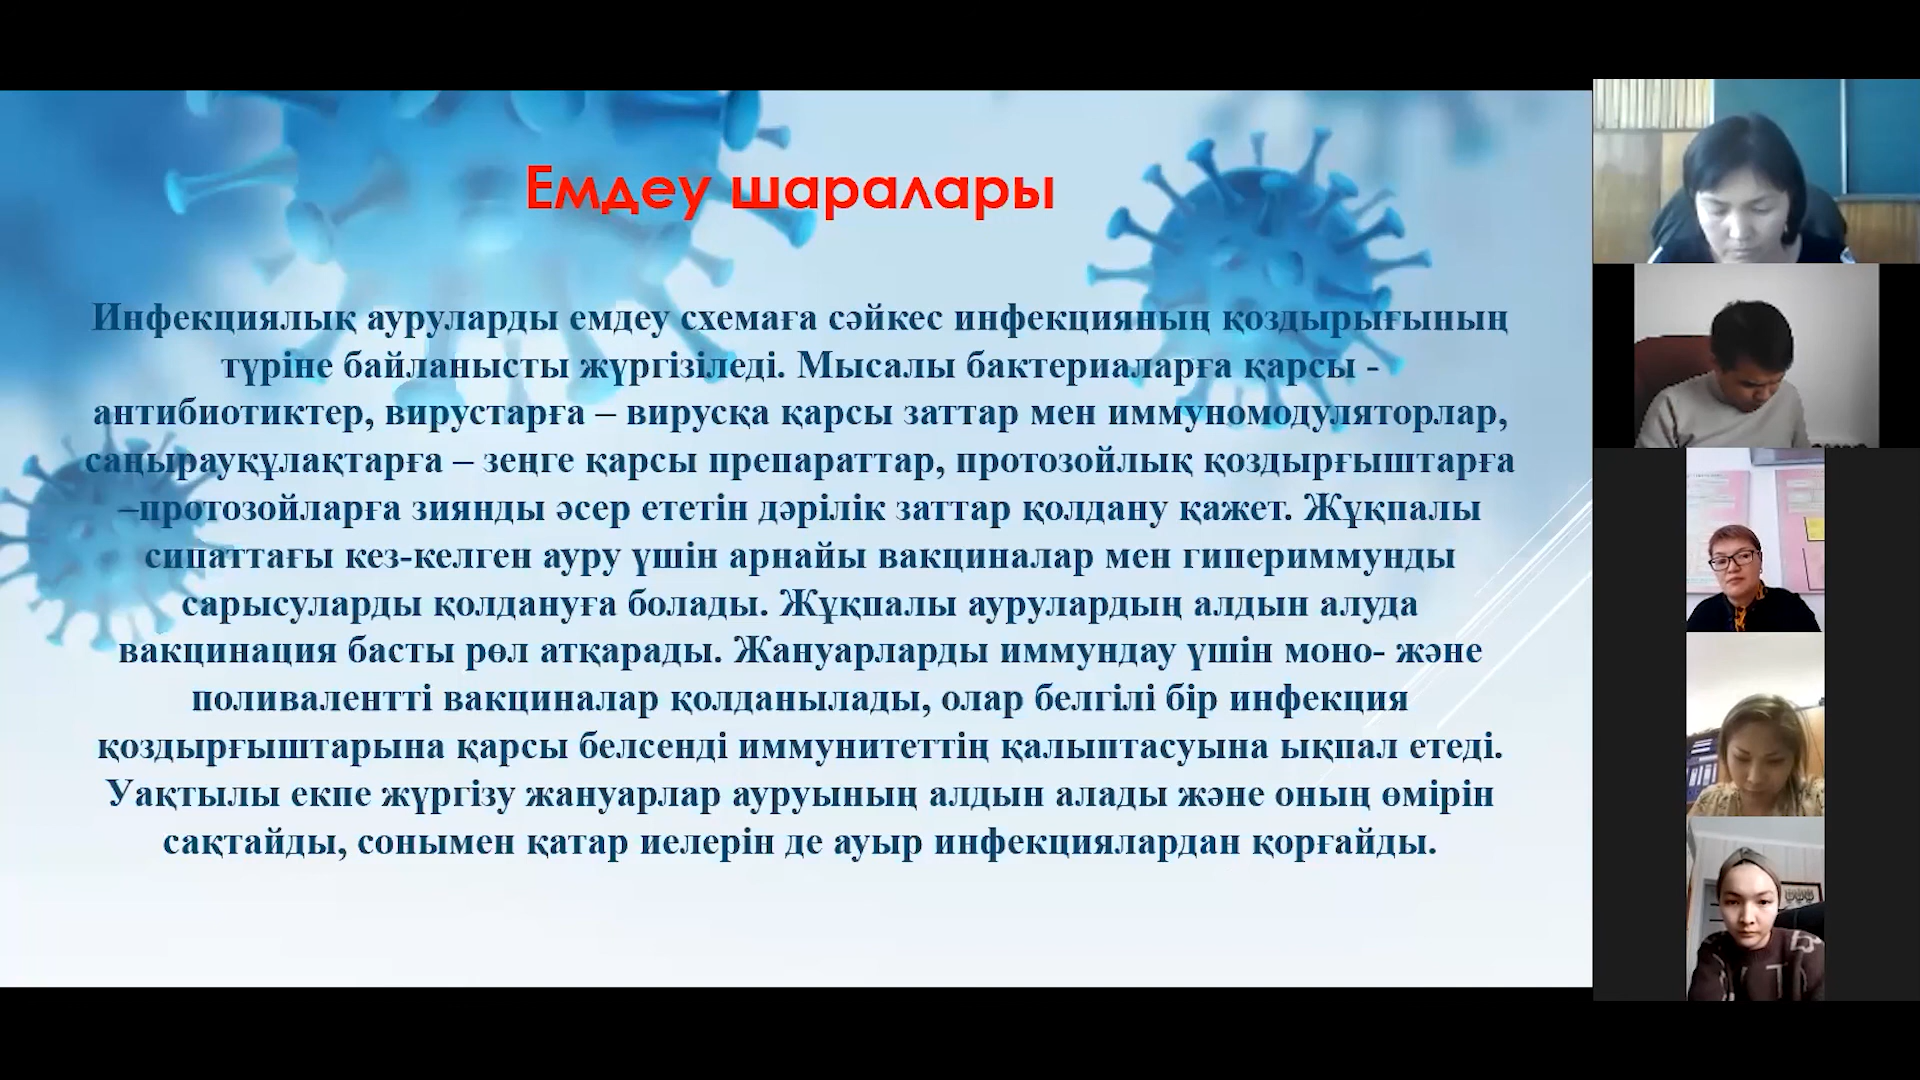 Емдеу шаралары
Инфекциялық ауруларды емдеу схемаға сәйкес инфекцияның қоздырығының
түріне байланысты жүргізіледі. Мысалы бактериаларға қарсы -
антибиотиктер, вирустарға – вирусқа қарсы заттар мен иммуномодуляторлар,
саңырауқұлақтарға – зеңге қарсы препараттар, протозойлық қоздырғыштарға
–протозойларға зиянды әсер ететін дәрілік заттар қолдану қажет. Жұқпалы
сипаттағы кез-келген ауру үшін арнайы вакциналар мен гипериммунды
сарысуларды қолдануға болады. Жұқпалы аурулардың алдын алуда
вакцинация басты рөл атқарады. Жануарларды иммундау үшін моно- және
поливалентті вакциналар қолданылады, олар белгілі бір инфекция
қоздырғыштарына қарсы белсенді иммунитеттің қалыптасуына ықпал етеді.
Уақтылы екпе жүргізу жануарлар ауруының алдын алады және оның өмірін
сақтайды, сонымен қатар иелерін де ауыр инфекциялардан қорғайды.